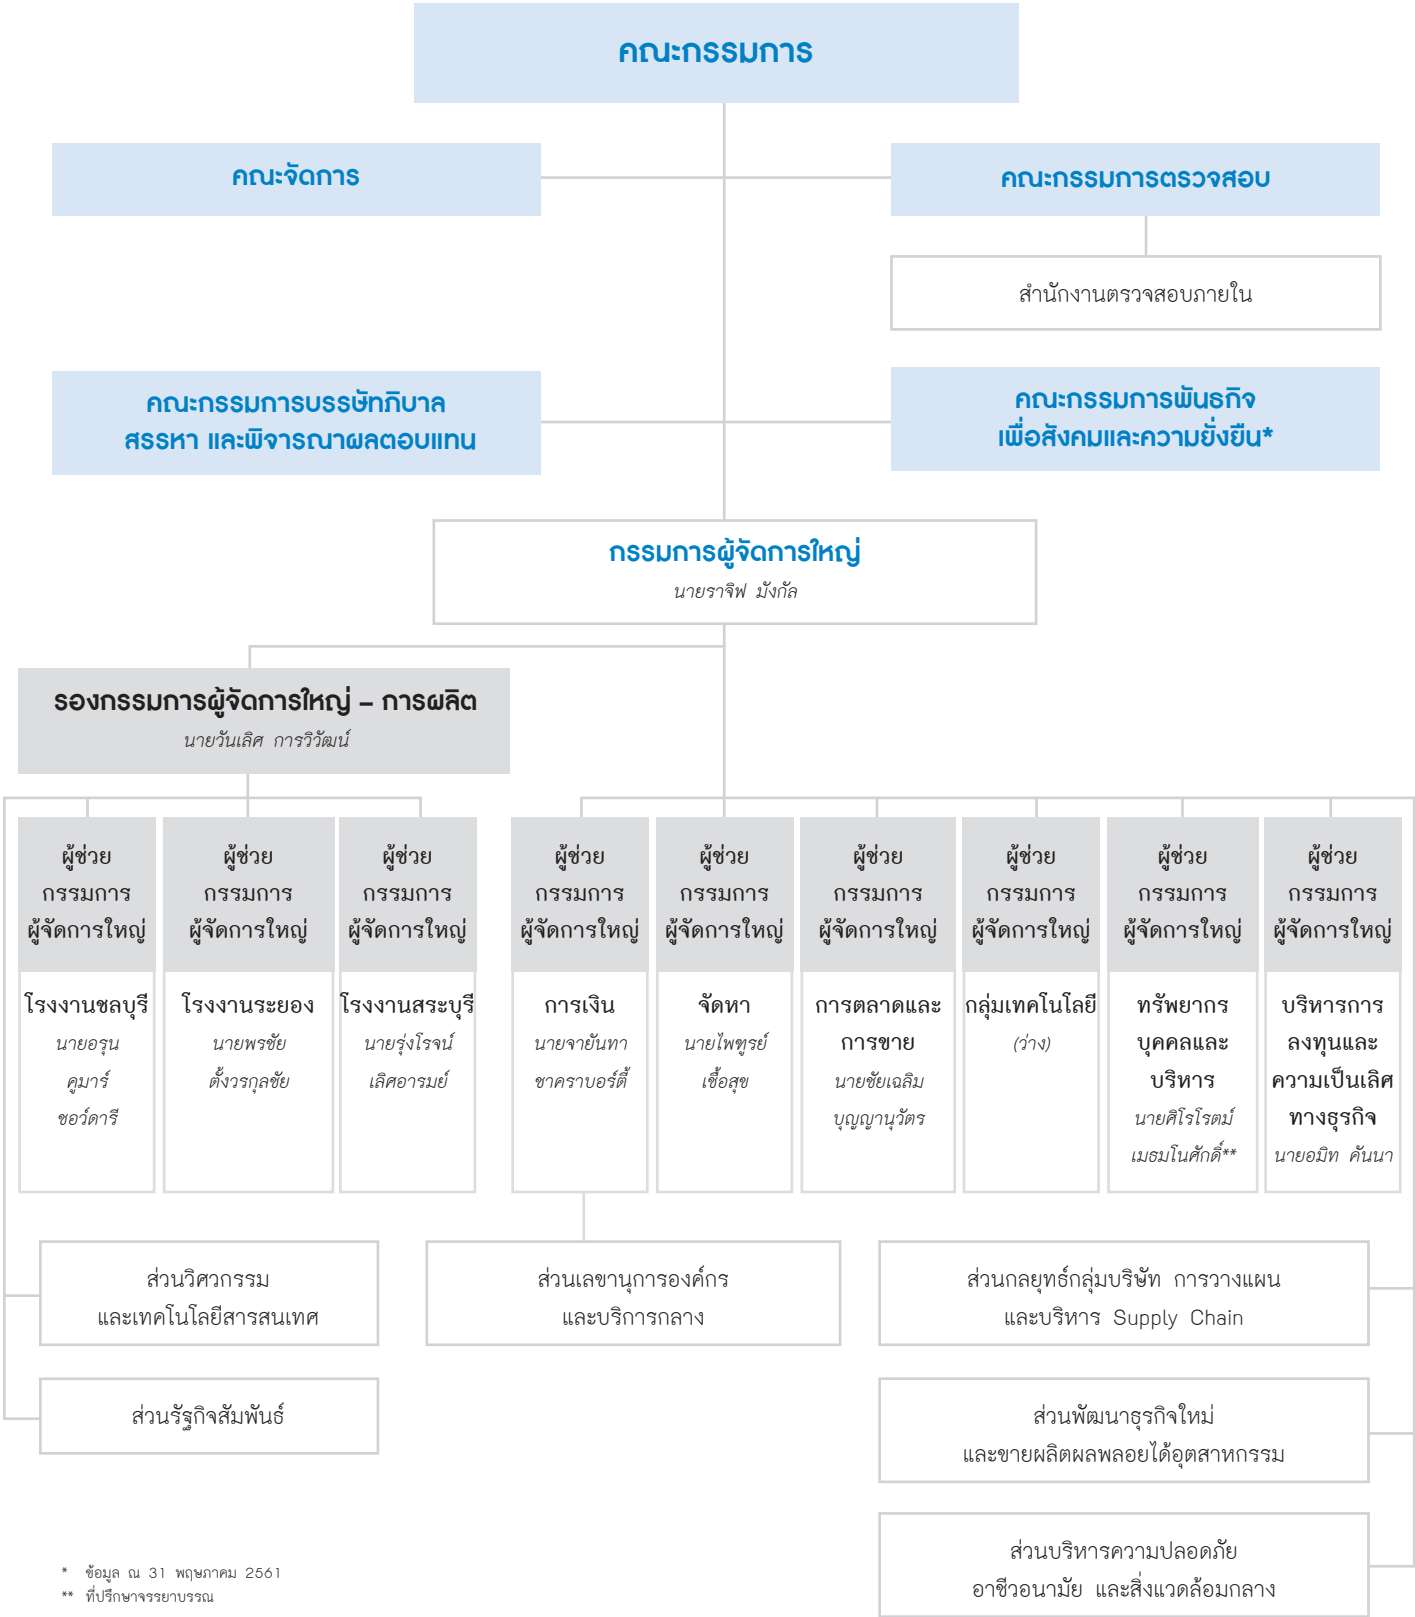 คณะกรรมการ
คณะจัดการ
คณะกรรมการตรวจสอบ
สำนักงานตรวจสอบภายใน
คณะกรรมการบรรษัทภิบาล
สรรหา และพิจารณาผลตอบแทน
คณะกรรมการพันธกิจ
เพื่อสังคมและความยั่งยืน*
กรรมการผู้จัดการใหญ่
นายราจิฟ มังกัล
รองกรรมการผู้จัดการใหญ่ – การผลิต
นายวันเลิศ การวิวัฒน์
ผู้ช่วย
กรรมการ
ผู้จัดการใหญ่
โรงงานชลบุรี
นายอรุน
คูมาร์
ชอว์ดารี
ผู้ช่วย
กรรมการ
ผู้จัดการใหญ่
โรงงานระยอง
นายพรชัย
ตั้งวรกุลชัย
ผู้ช่วย
กรรมการ
ผู้จัดการใหญ่
โรงงานสระบุรี
นายรุ่งโรจน์
เลิศอารมย์
ผู้ช่วย
กรรมการ
ผู้จัดการใหญ่
การเงิน
นายจายันทา
ชาคราบอร์ตี้
ผู้ช่วย
กรรมการ
ผู้จัดการใหญ่
จัดหา
นายไพฑูรย์
เชื้อสุข
ผู้ช่วย
กรรมการ
ผู้จัดการใหญ่
การตลาดและ
การขาย
นายชัยเฉลิม
บุญญานุวัตร
ผู้ช่วย
กรรมการ
ผู้จัดการใหญ่
กลุ่มเทคโนโลยี
(ว่าง)
ผู้ช่วย
กรรมการ
ผู้จัดการใหญ่
ทรัพยากร
บุคคลและ
บริหาร
นายศิโรโรตม์
เมธมโนศักดิ์**
ผู้ช่วย
กรรมการ
ผู้จัดการใหญ่
บริหารการ
ลงทุนและ
ความเป็นเลิศ
ทางธุรกิจ
นายอมิท คันนา
ส่วนวิศวกรรม
และเทคโนโลยีสารสนเทศ
ส่วนรัฐกิจสัมพันธ์
ส่วนเลขานุการองค์กร
และบริการกลาง
ส่วนกลยุทธ์กลุ่มบริษัท การวางแผน
และบริหาร Supply Chain
ส่วนพัฒนาธุรกิจใหม่
และขายผลิตผลพลอยได้อุตสาหกรรม
ส่วนบริหารความปลอดภัย
อาชีวอนามัย และสิ่งแวดล้อมกลาง
* ข้อมูล ณ 31 พฤษภาคม 2561
** ที่ปรึกษาจรรยาบรรณ